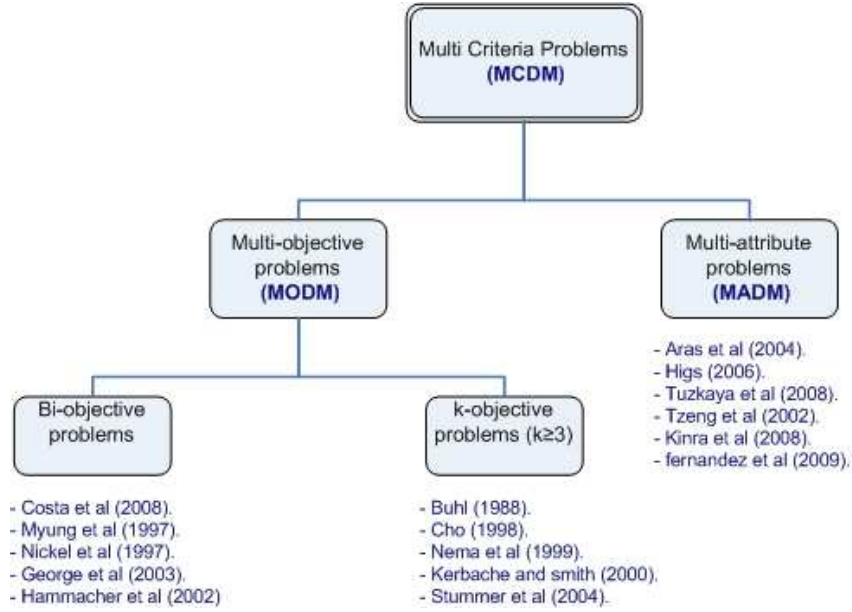 Multi Criteria Problems
(MCDM)
Multi-objective
problems
(MODM)
Multi-attribute
problems
(MADM)
- Aras et al (2004).
- Higs (2006).
- Tuzkaya et al (2008).
- Tzeng et al (2002).
- Kinra et al (2008).
- fernandez et al (2009).
Bi-objective
problems
k-objective
problems (k≥3)
- Costa et al (2008).
- Myung et al (1997).
- Nickel et al (1997).
- George et al (2003).
- Hammacher et al (2002)
- Buhl (1988).
- Cho (1998).
- Nema et al (1999).
- Kerbache and smith (2000).
- Stummer et al (2004).